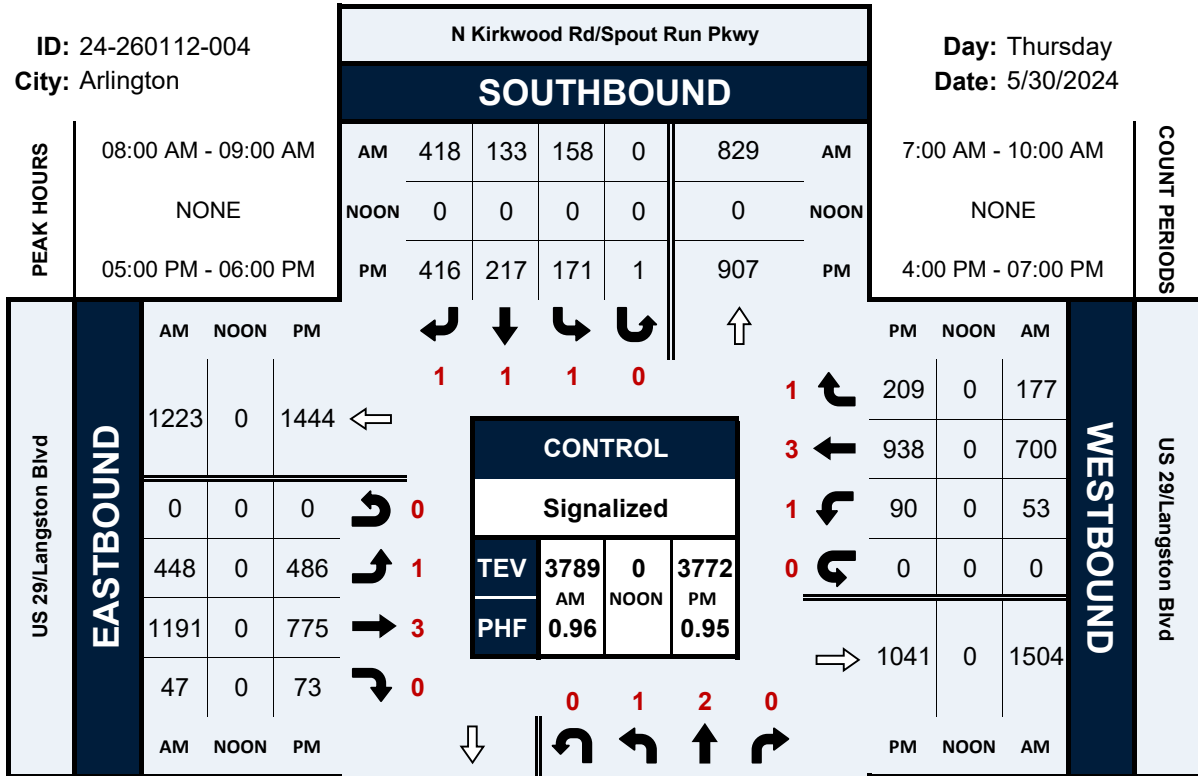 N Kirkwood Rd/Spout Run Pkwy
ID: 24-260112-004
City: Arlington
Day: Thursday
Date: 5/30/2024
SOUTHBOUND
PEAK HOURS
08:00 AM - 09:00 AM
NONE
05:00 PM - 06:00 PM
AM 418 133 158 0 829 AM
NOON 0 0 0 0 0 NOON
PM 416 217 171 1 907 PM
7:00 AM - 10:00 AM
NONE
4:00 PM - 07:00 PM
COUNT PERIODS
1 1 1 0
US 29/Langston Blvd
EASTBOUND
AM NOON PM
1223 0 1444
0 0 0 0
448 0 486 1
1191 0 775 3
47 0 73 0
AM NOON PM
CONTROL
Signalized
TEV 3789 0 3772
AM NOON PM
PHF 0.96 0.95
PM NOON AM
1 209 0 177
3 938 0 700
1 90 0 53
0 0 0 0
1041 0 1504
PM NOON AM
WESTBOUND
US 29/Langston Blvd
0 1 2 0